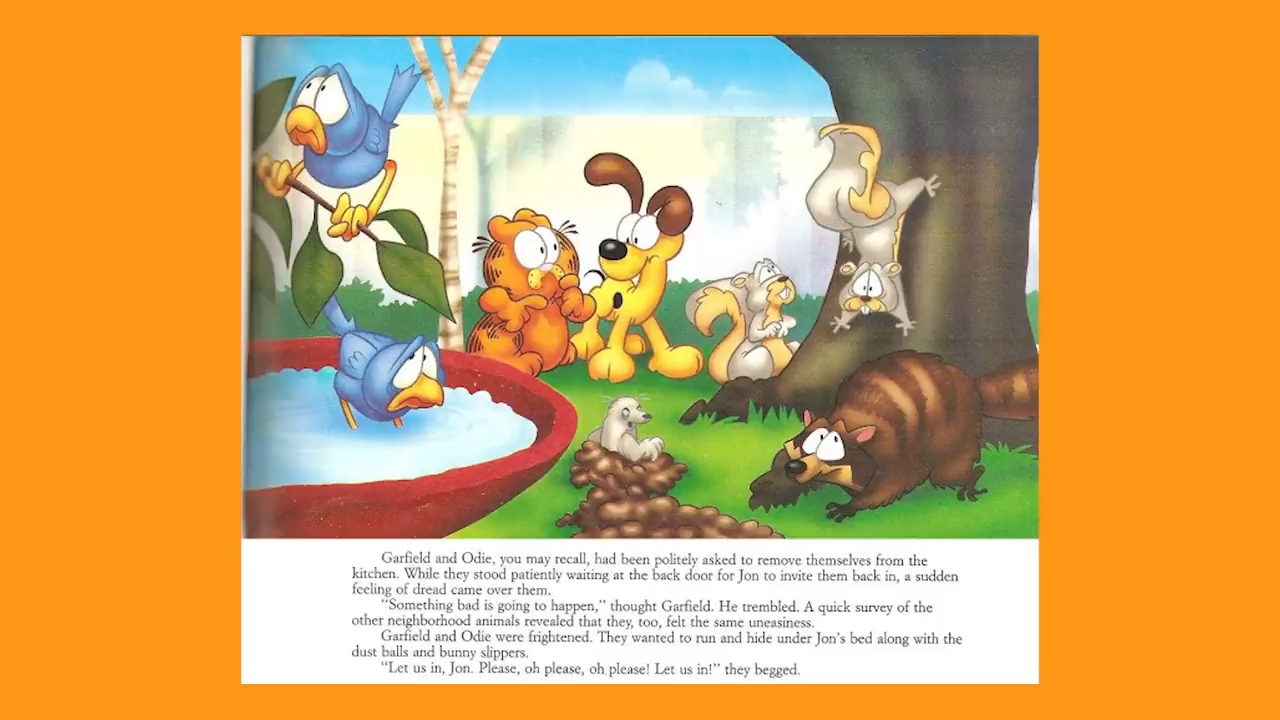 Garfield and Odie, you may recall, had been politely asked to remove themselves from the
kitchen. While they stood patiently waiting at the back door for Jon to invite them back in, a sudden
feeling of dread came over them.
“Something bad is going to happen,” thought Garfield. He trembled. A quick survey of the
other neighborhood animals revealed that they, too, felt the same uneasiness.
Garfield and Odie were frightened. They wanted to run and hide under Jon's bed along with the
dust balls and bunny slippers.
“Let us in, Jon. Please, oh please, oh please! Let us in!” they begged.